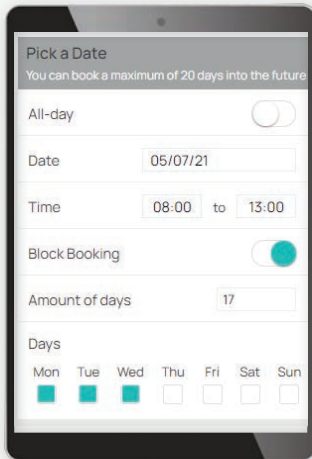 Pick a Date
You can book a maximum of 20 days into the future
All-day
Date 05/07/21
Time 08:00 to 13:00
Block Booking
Amount of days 17
Days
Mon Tue Wed Thu Fri Sat Sun